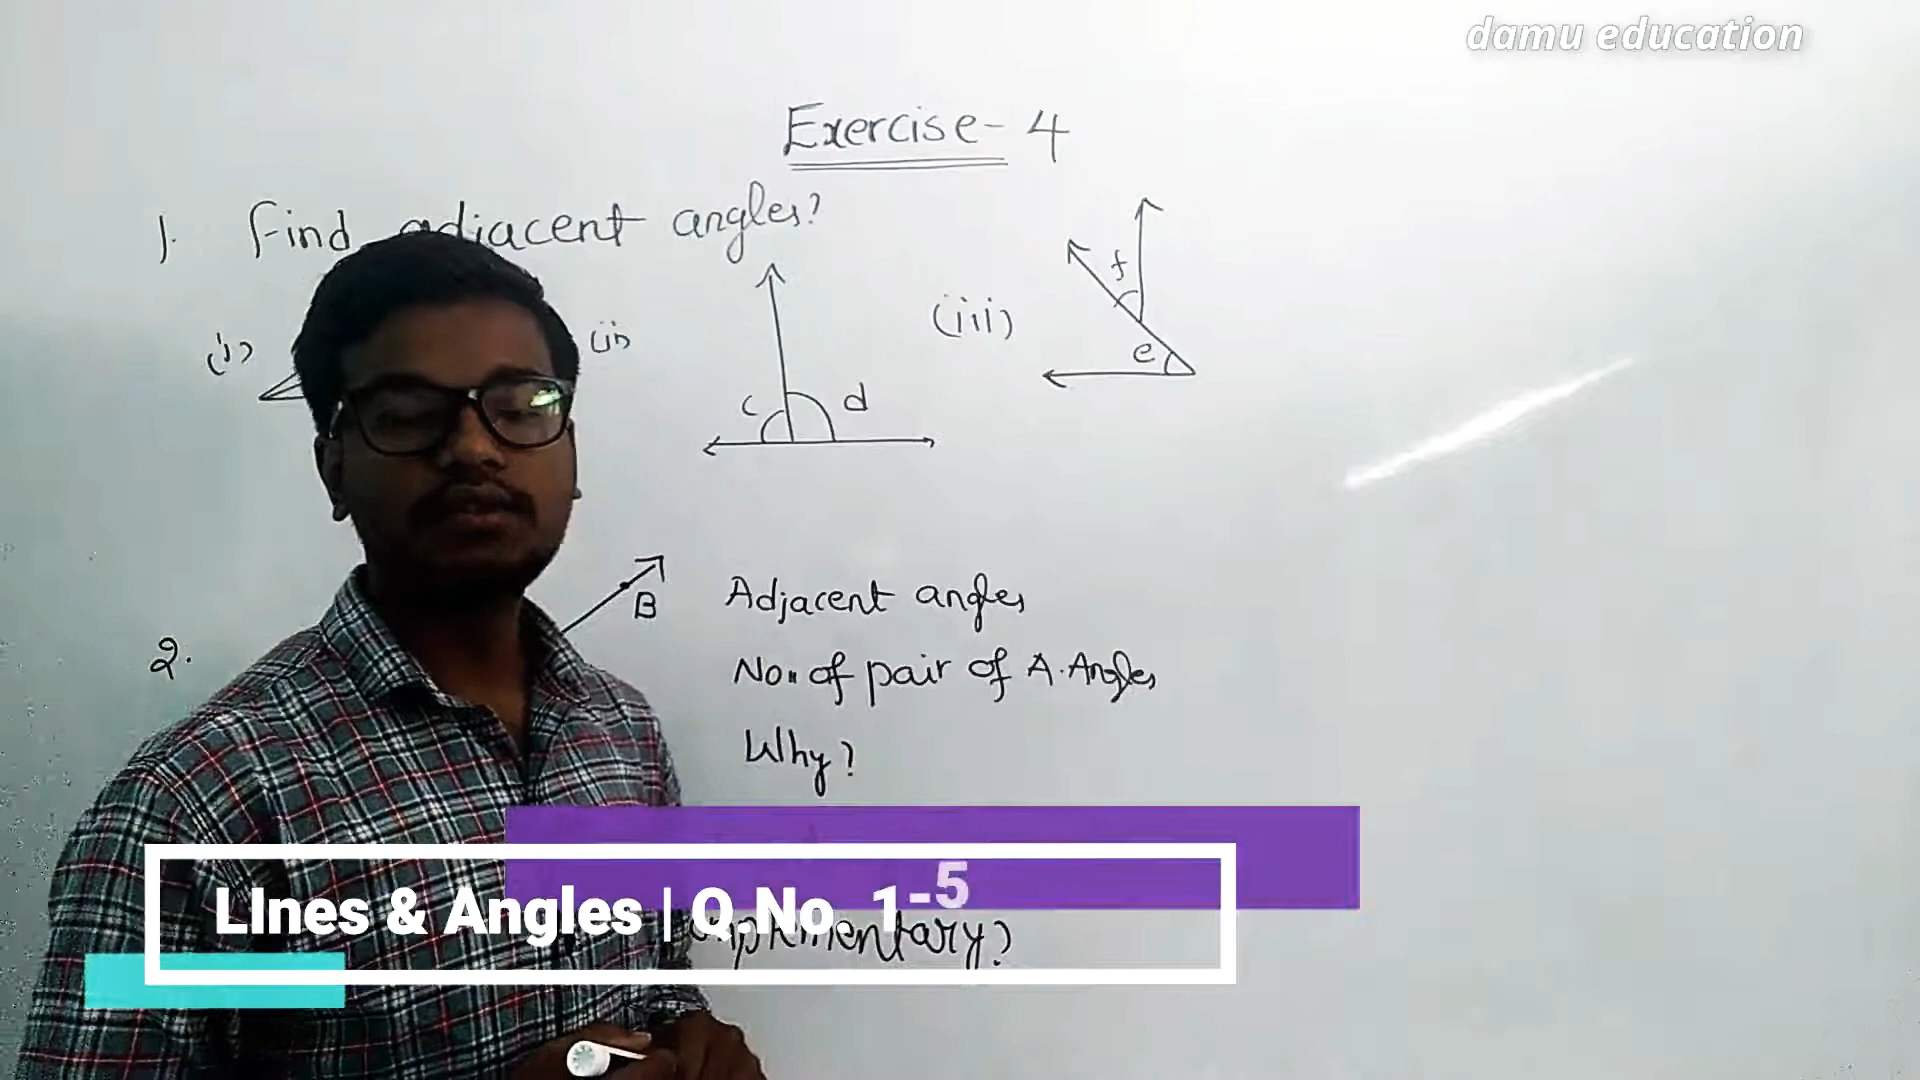 damu education
Exercise- 4
1. Find adjacent angles?
(i)
(ii)
c
d
(iii)
f
e
2.
B
Adjacent angles
No. of pair of A. Angles
Why?
LInes & Angles | Q.No. 1-5